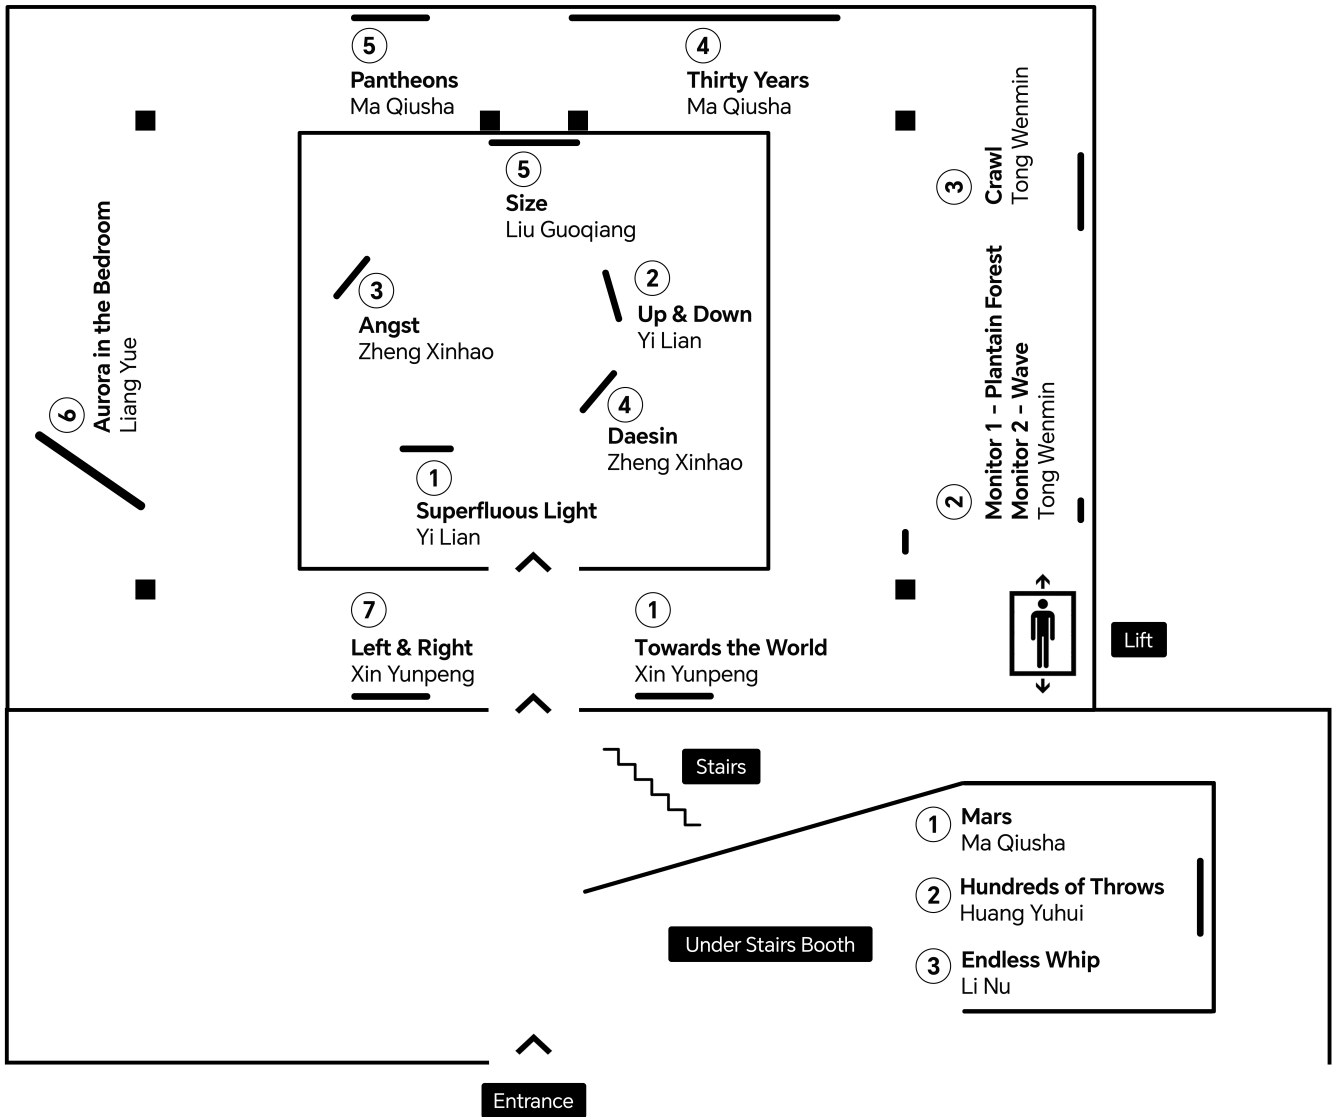 5
Pantheons
Ma Qiusha
4
Thirty Years
Ma Qiusha
3
Crawl
Tong Wenmin
5
Size
Liu Guoqiang
3
Angst
Zheng Xinhao
2
Up & Down
Yi Lian
6
Aurora in the Bedroom
Liang Yue
4
Daesin
Zheng Xinhao
2
Monitor 1 - Plantain Forest
Monitor 2 - Wave
Tong Wenmin
1
Superfluous Light
Yi Lian
7
Left & Right
Xin Yunpeng
1
Towards the World
Xin Yunpeng
Lift
Stairs
1
Mars
Ma Qiusha
2
Hundreds of Throws
Huang Yuhui
Under Stairs Booth
3
Endless Whip
Li Nu
Entrance